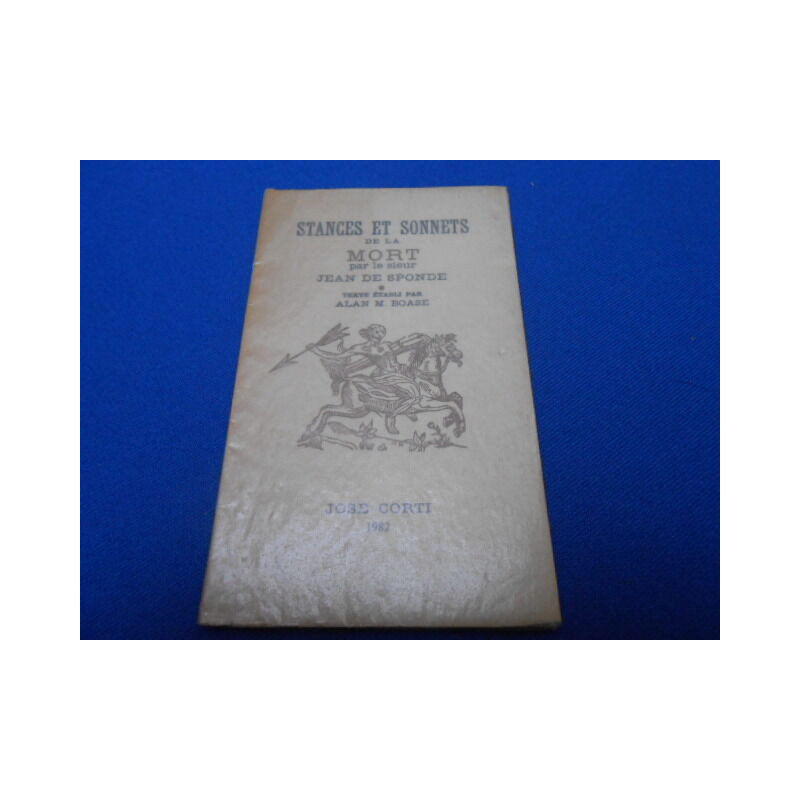 STANCES ET SONNETS
DE LA
MORT
par le sieur
JEAN DE SPONDE
TEXTE ÉTABLI PAR
ALAN M. BOASE
JOSE CORTI
1982